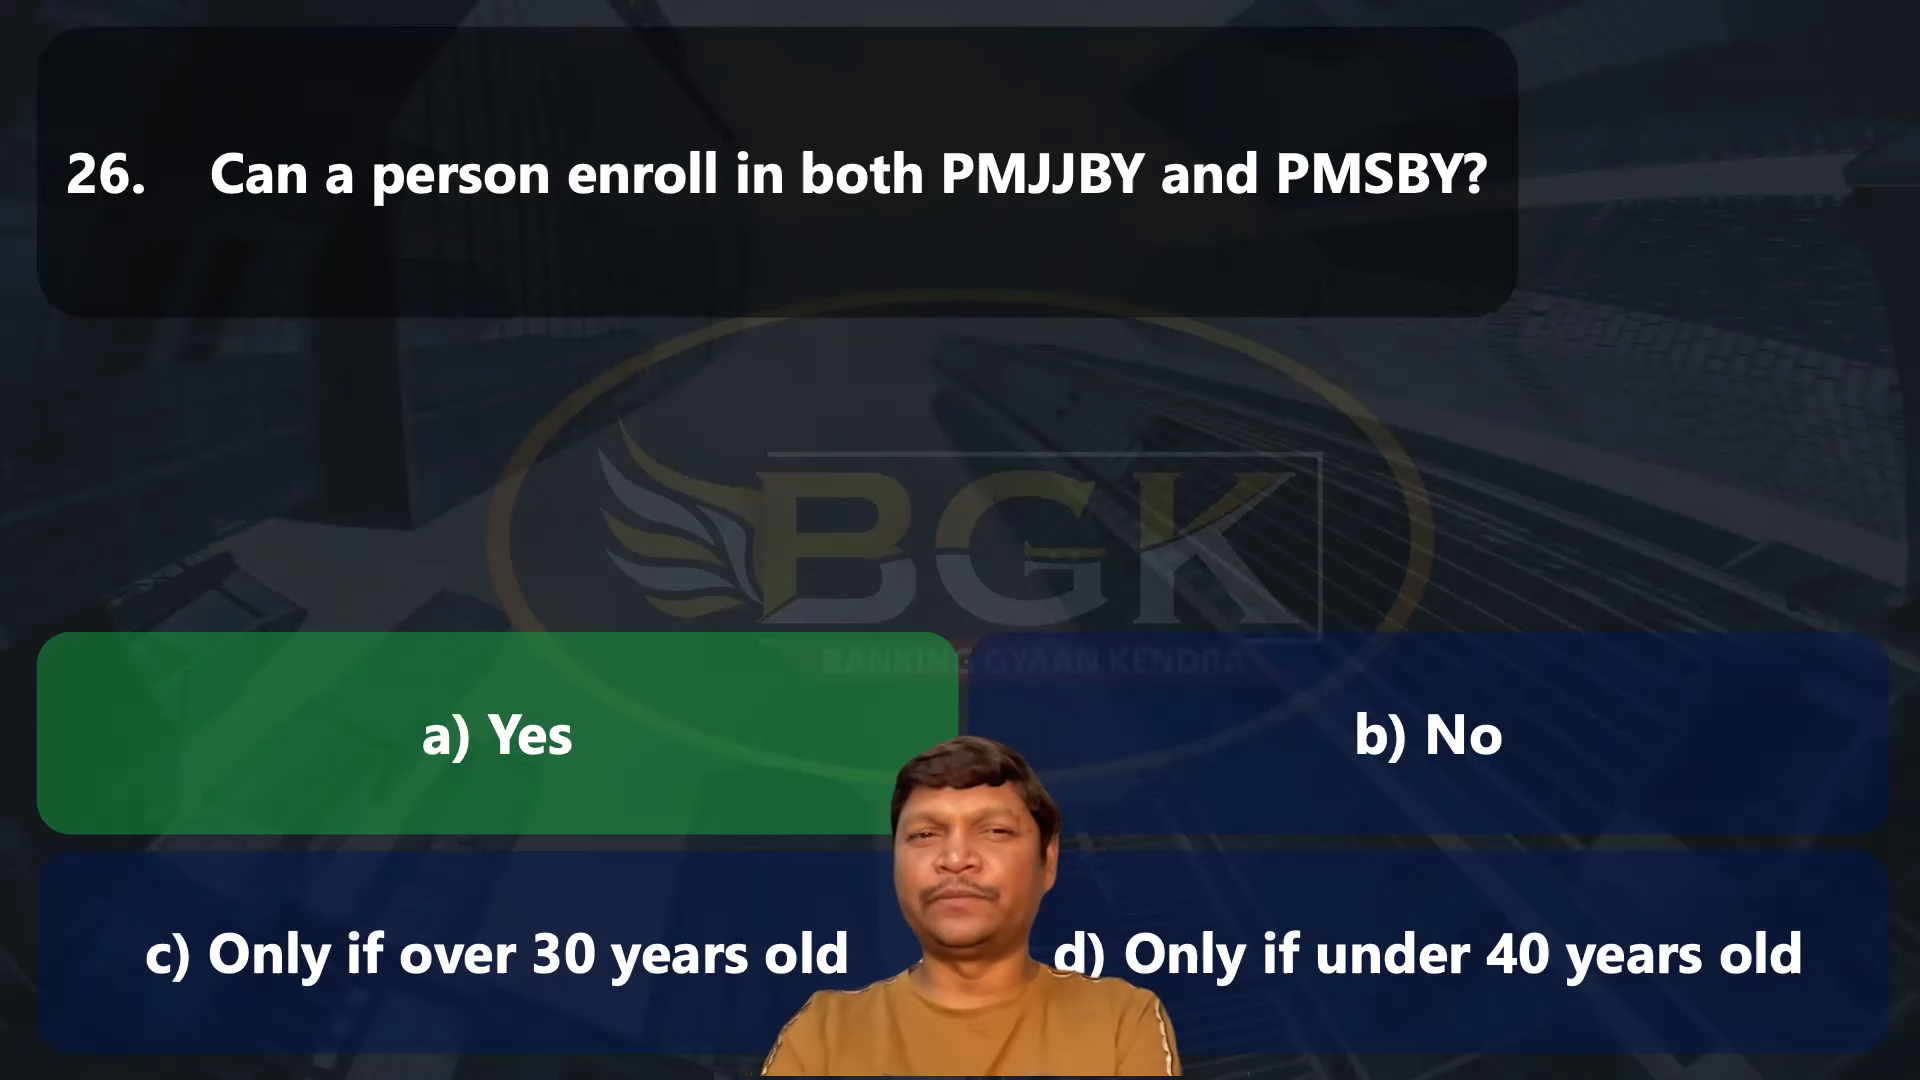 26. Can a person enroll in both PMJJBY and PMSBY?
BGK
BANKING GYAAN KENDRA
a) Yes
b) No
c) Only if over 30 years old
d) Only if under 40 years old